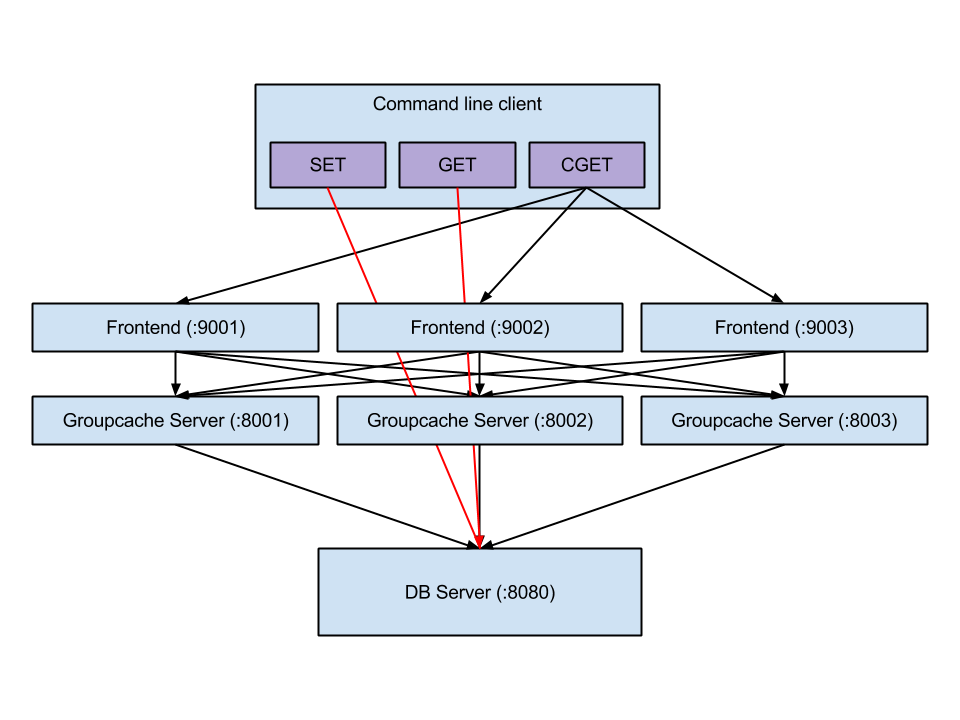 Command line client
SET
GET
CGET
Frontend (:9001)
Frontend (:9002)
Frontend (:9003)
Groupcache Server (:8001)
Groupcache Server (:8002)
Groupcache Server (:8003)
DB Server (:8080)